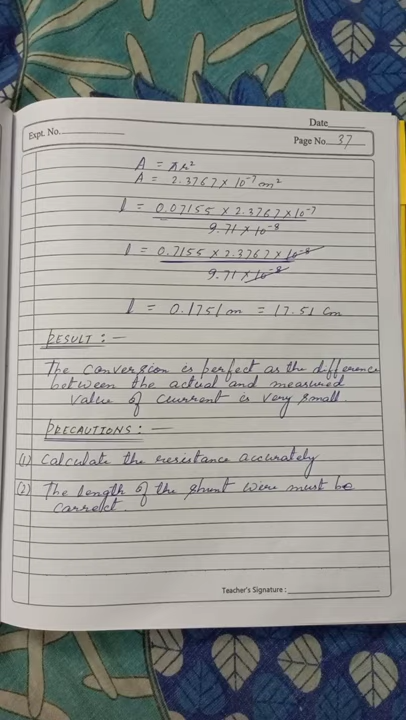 Date
Expt. No.
Page No. 37
A = πr²
A = 2.3767 × 10⁻⁷ m²
l = 0.07155 × 2.3767 × 10⁻⁷
9.71 × 10⁻⁸
l = 0.7155 × 2.3767 × 10⁻⁸
9.71 × 10⁻⁸
l = 0.1751 m = 17.51 Cm
RESULT : —
The conversion is perfect as the difference
between the actual and measured
value of current is very small.
PRECAUTIONS : —
(1) Calculate the resistance accurately
(2) The length of the shunt wire must be
correct.
Teacher's Signature :